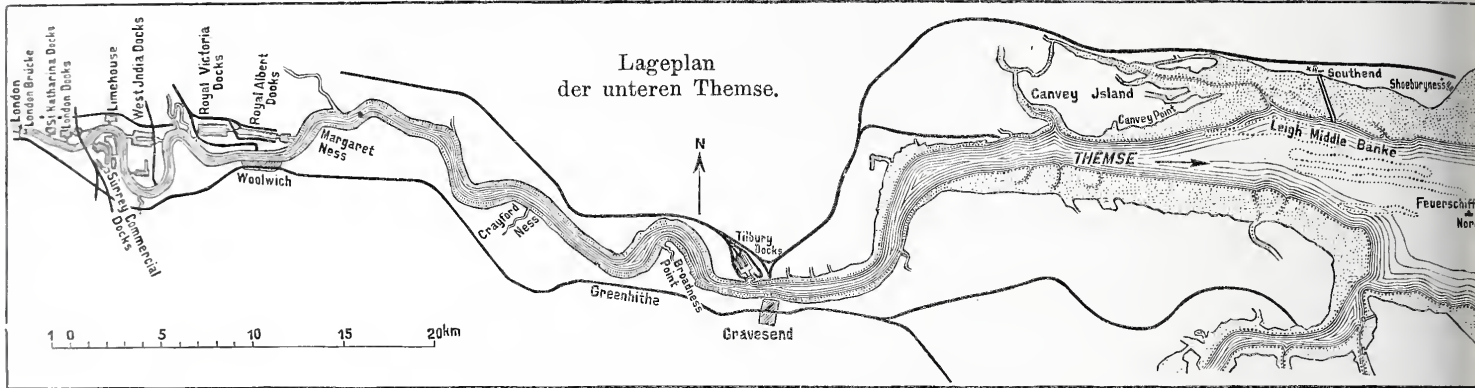 Lageplan
der unteren Themse.
London
London Brücke
St Katharina Docks
London Docks
Limehouse
West Jndia Docks
Royal Victoria
Docks
Royal Albert
Docks
Surrey Commercial
Docks
Woolwich
Margaret
Ness
Crayford
Ness
Greenhithe
Broadness
Point
Tilbury
Docks
Gravesend
N
Canvey Jsland
Canvey Point
Southend
Shoeburyness
Leigh Middle Banke
THEMSE
Feuerschiff
Nor
1 0 5 10 15 20km